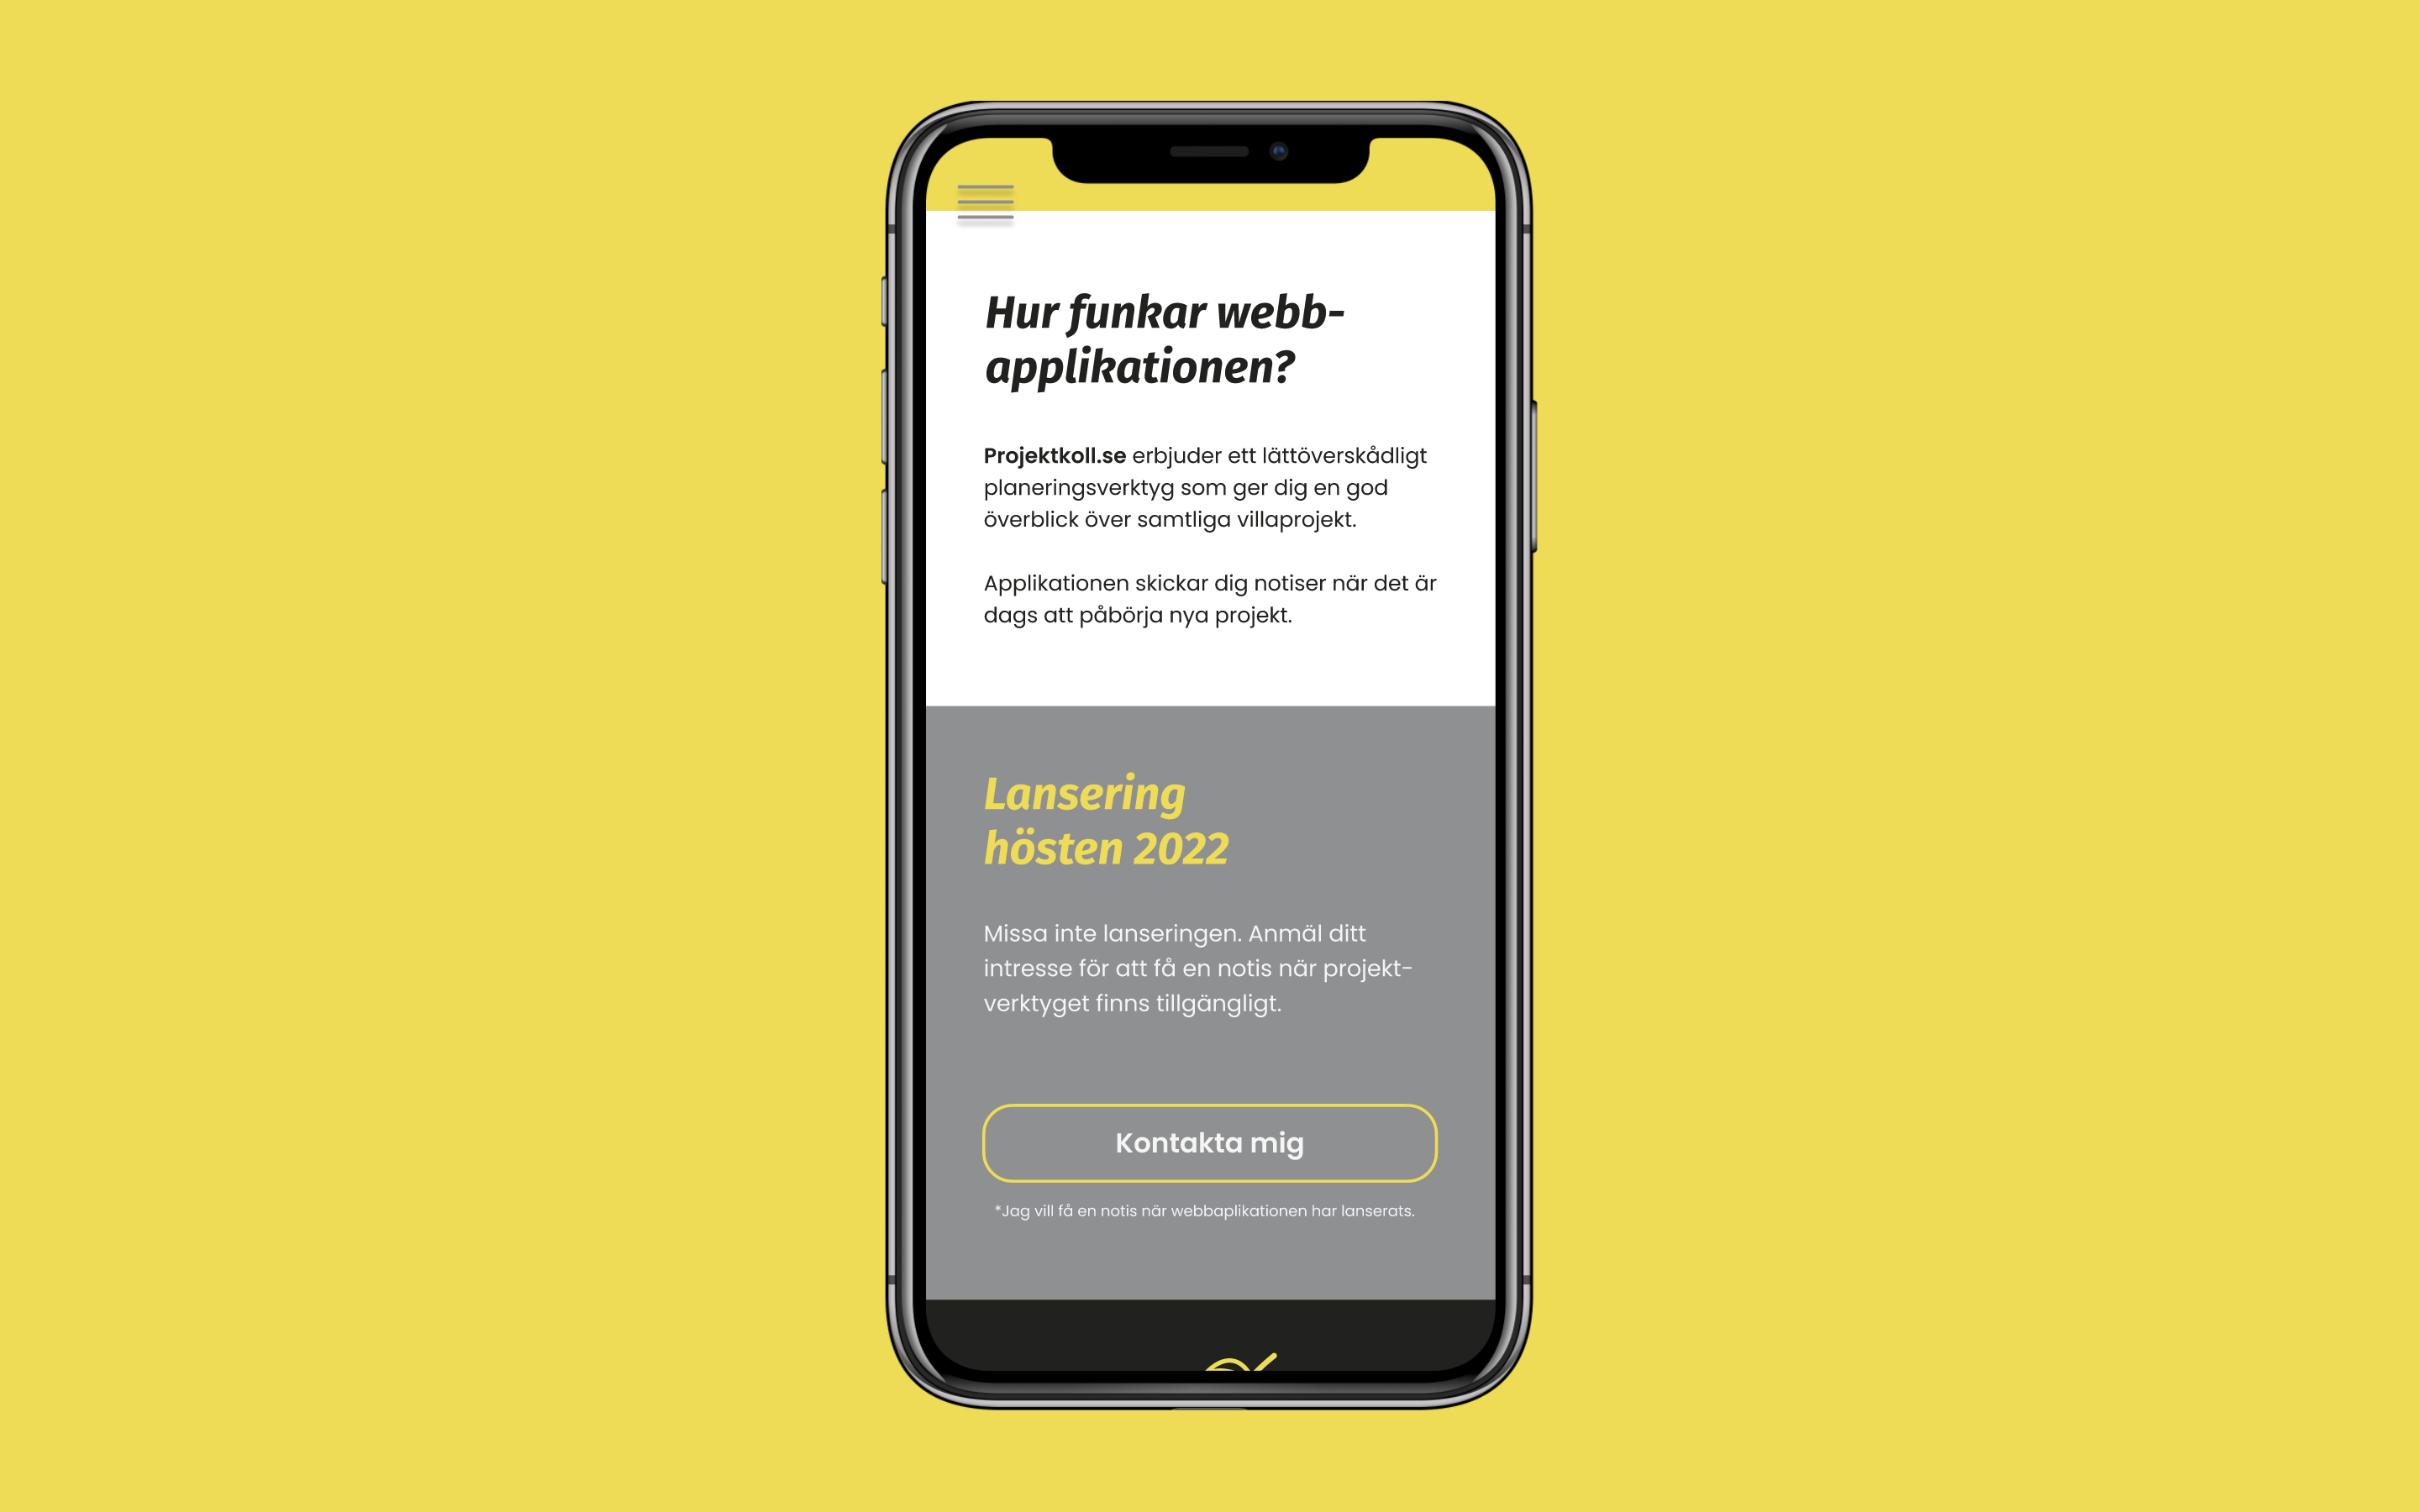 Hur funkar webb-
applikationen?
Projektkoll.se erbjuder ett lättöverskådligt
planeringsverktyg som ger dig en god
överblick över samtliga villaprojekt.
Applikationen skickar dig notiser när det är
dags att påbörja nya projekt.
Lansering
hösten 2022
Missa inte lanseringen. Anmäl ditt
intresse för att få en notis när projekt-
verktyget finns tillgängligt.
Kontakta mig
*Jag vill få en notis när webbaplikationen har lanserats.